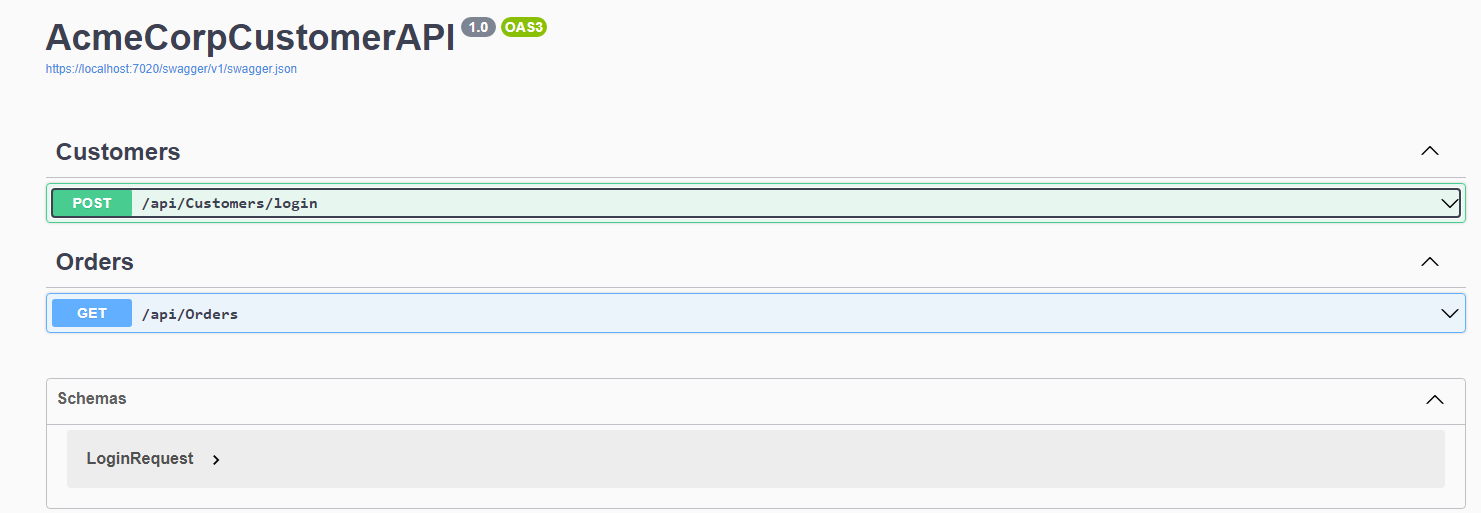 AcmeCorpCustomerAPI 1.0 OAS3
https://localhost:7020/swagger/v1/swagger.json
Customers
POST /api/Customers/login
Orders
GET /api/Orders
Schemas
LoginRequest